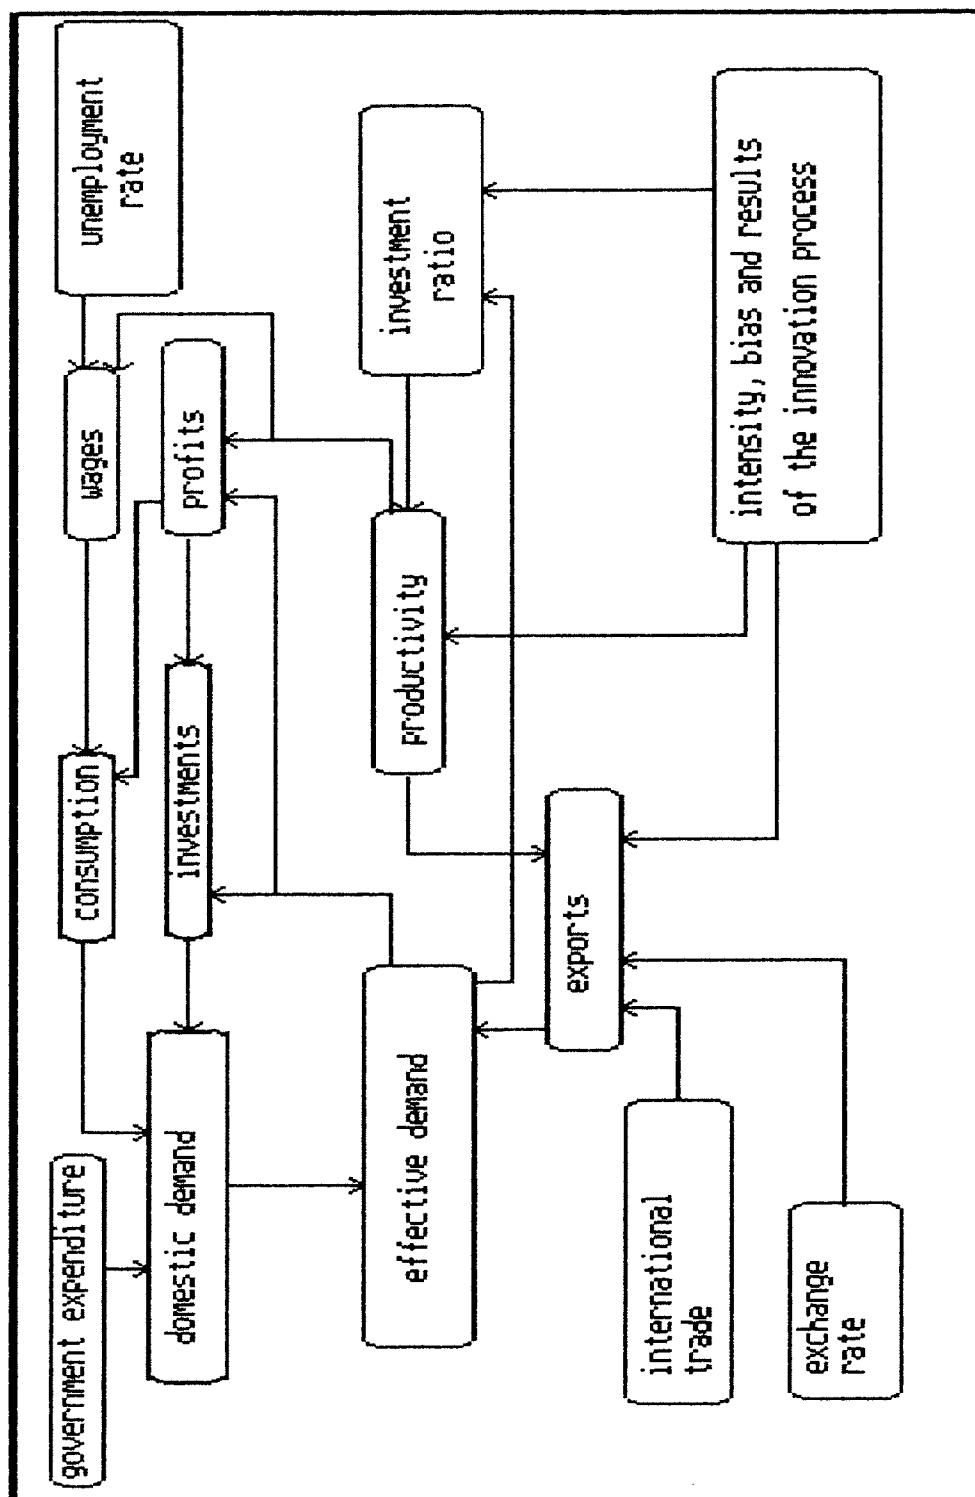 government expenditure
consumption
wages
unemployment
rate
domestic demand
investments
profits
effective demand
productivity
investment
ratio
exports
international
trade
intensity, bias and results
of the innovation process
exchange
rate